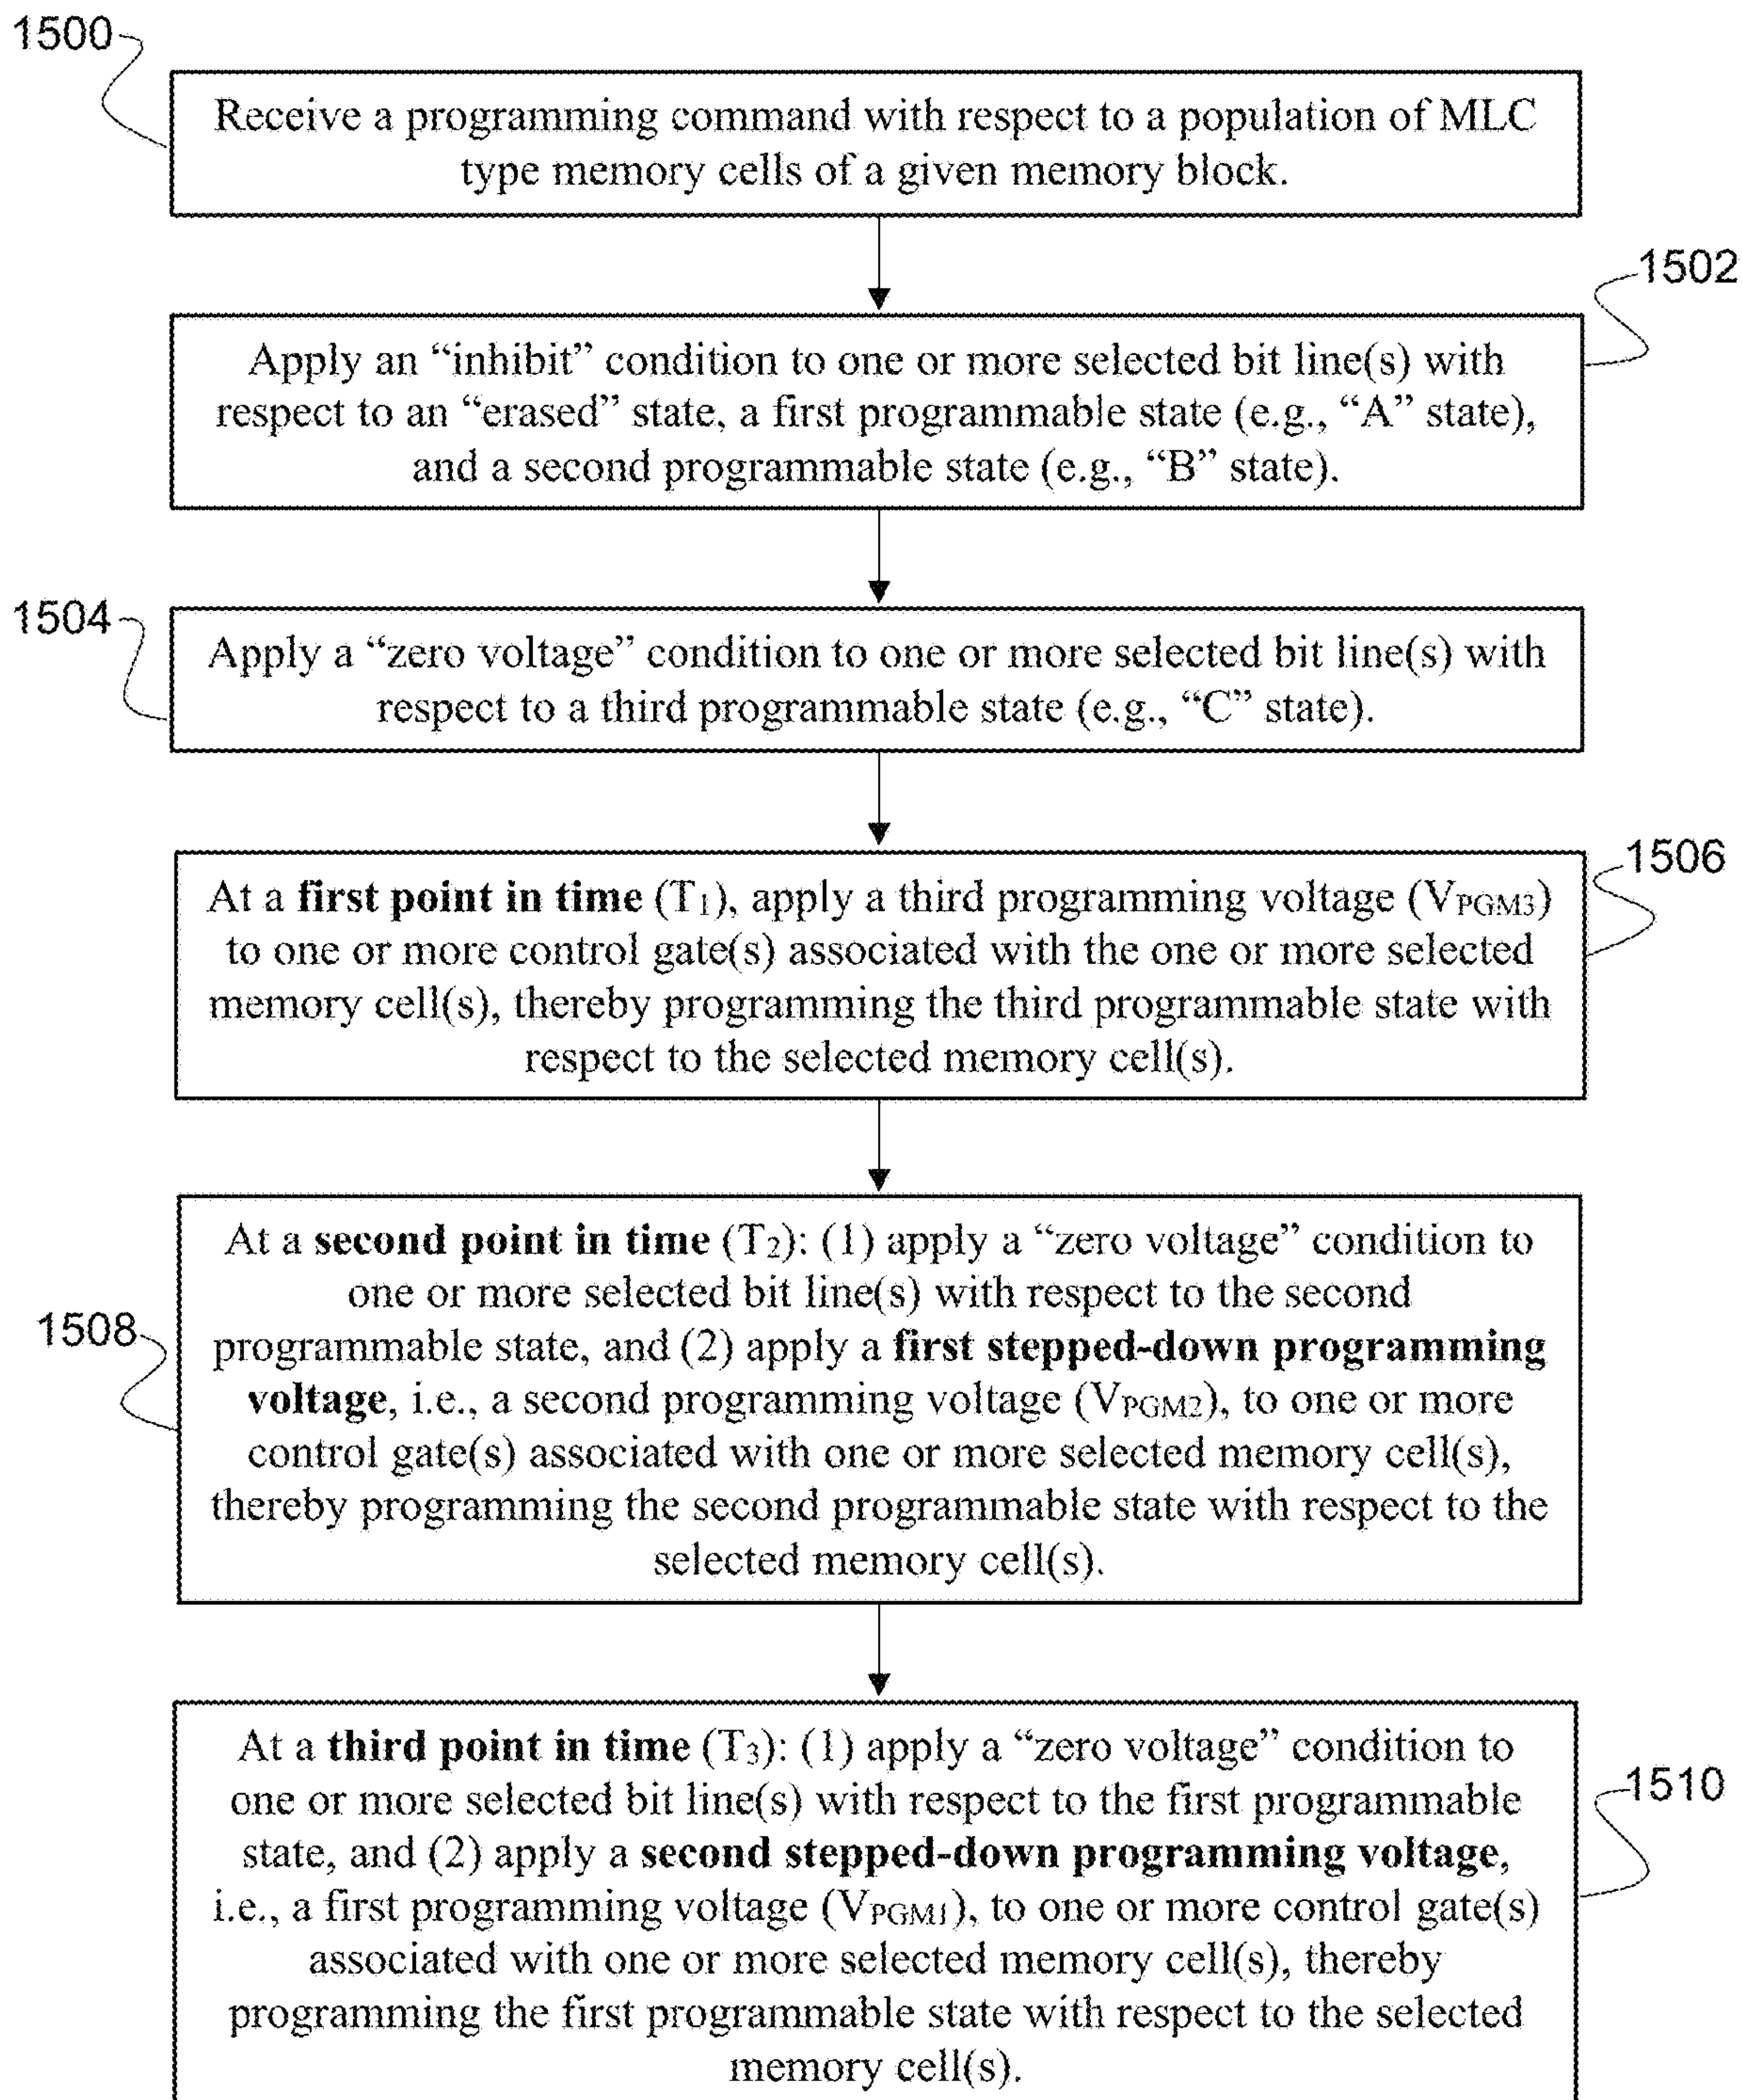 1500
Receive a programming command with respect to a population of MLC
type memory cells of a given memory block.
1502
Apply an “inhibit” condition to one or more selected bit line(s) with
respect to an “erased” state, a first programmable state (e.g., “A” state),
and a second programmable state (e.g., “B” state).
1504
Apply a “zero voltage” condition to one or more selected bit line(s) with
respect to a third programmable state (e.g., “C” state).
1506
At a first point in time (T1), apply a third programming voltage (VPGM3)
to one or more control gate(s) associated with the one or more selected
memory cell(s), thereby programming the third programmable state with
respect to the selected memory cell(s).
1508
At a second point in time (T2): (1) apply a “zero voltage” condition to
one or more selected bit line(s) with respect to the second
programmable state, and (2) apply a first stepped-down programming
voltage, i.e., a second programming voltage (VPGM2), to one or more
control gate(s) associated with one or more selected memory cell(s),
thereby programming the second programmable state with respect to the
selected memory cell(s).
1510
At a third point in time (T3): (1) apply a “zero voltage” condition to
one or more selected bit line(s) with respect to the first programmable
state, and (2) apply a second stepped-down programming voltage,
i.e., a first programming voltage (VPGM1), to one or more control gate(s)
associated with one or more selected memory cell(s), thereby
programming the first programmable state with respect to the selected
memory cell(s).